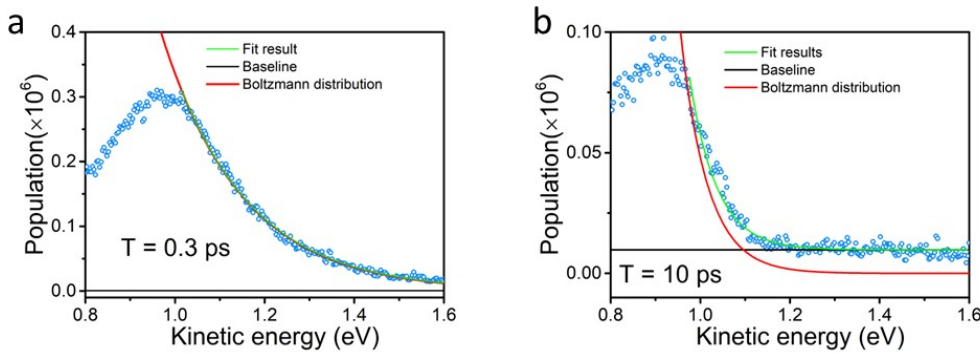 a
Population(×10⁶)
0.4
0.3
0.2
0.1
0.0
Fit result
Baseline
Boltzmann distribution
T = 0.3 ps
0.8 1.0 1.2 1.4 1.6
Kinetic energy (eV)
b
Population(×10⁶)
0.10
0.05
0.00
Fit results
Baseline
Boltzmann distribution
T = 10 ps
0.8 1.0 1.2 1.4 1.6
Kinetic energy (eV)